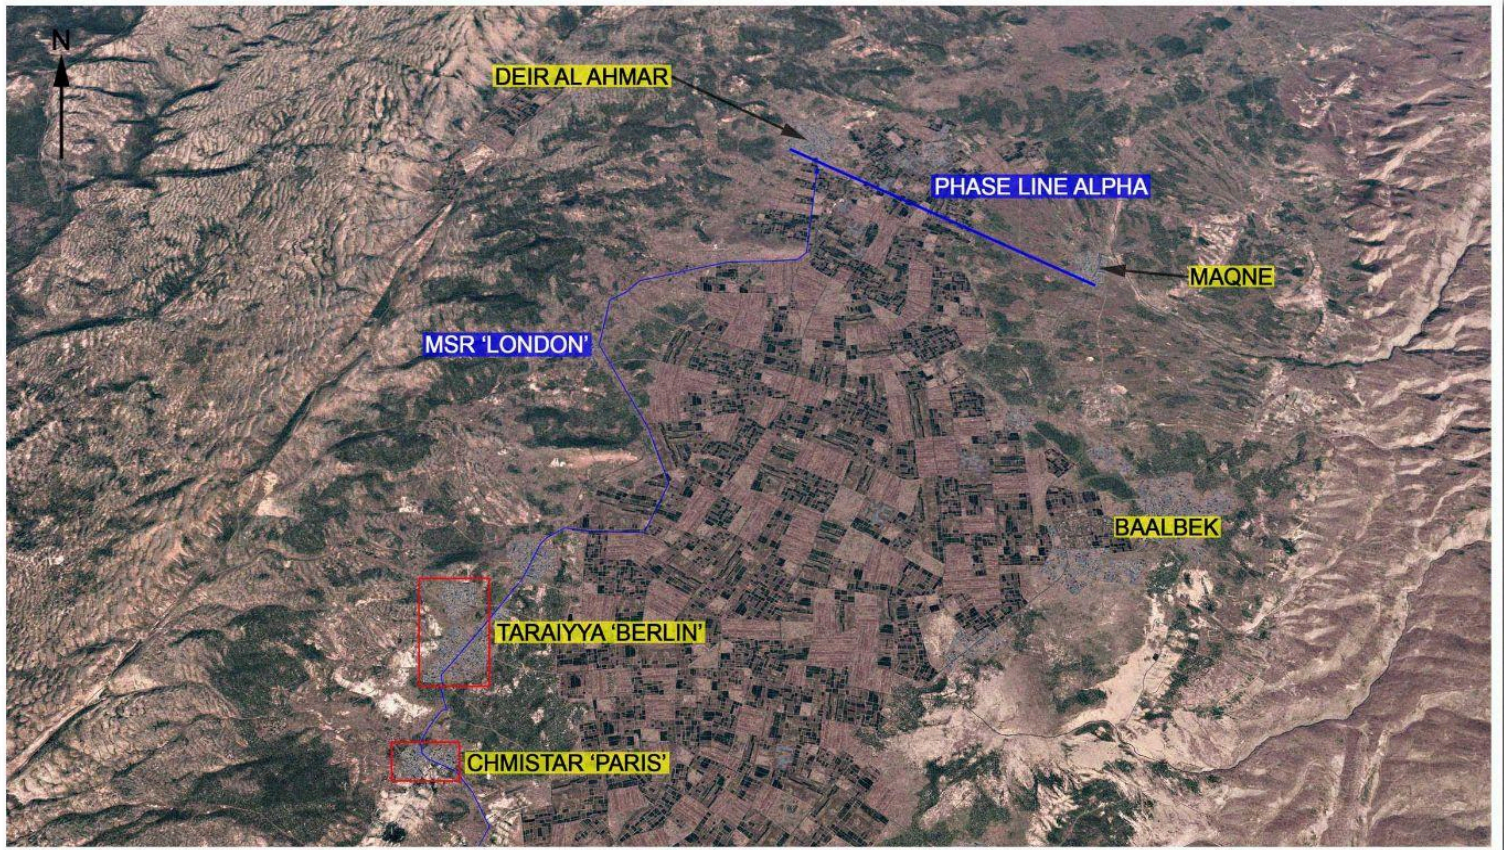 N
DEIR AL AHMAR
PHASE LINE ALPHA
MAQNE
MSR 'LONDON'
BAALBEK
TARAIYYA 'BERLIN'
CHMISTAR 'PARIS'